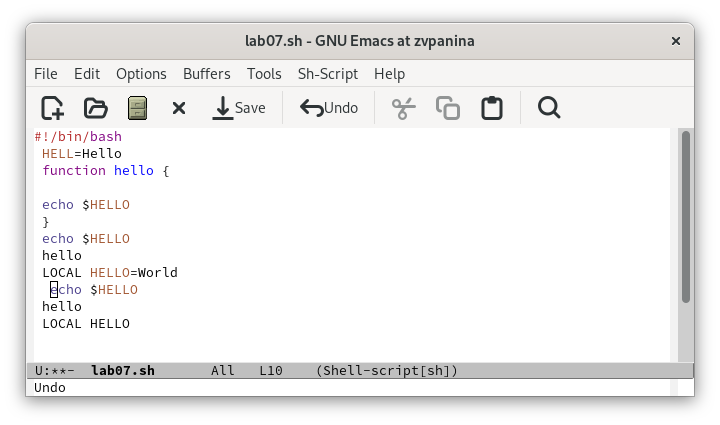 lab07.sh - GNU Emacs at zvpanina
File Edit Options Buffers Tools Sh-Script Help
Save Undo
#!/bin/bash
HELL=Hello
function hello {
echo $HELLO
}
echo $HELLO
hello
LOCAL HELLO=World
echo $HELLO
hello
LOCAL HELLO
U:**- lab07.sh All L10 (Shell-script[sh])
Undo